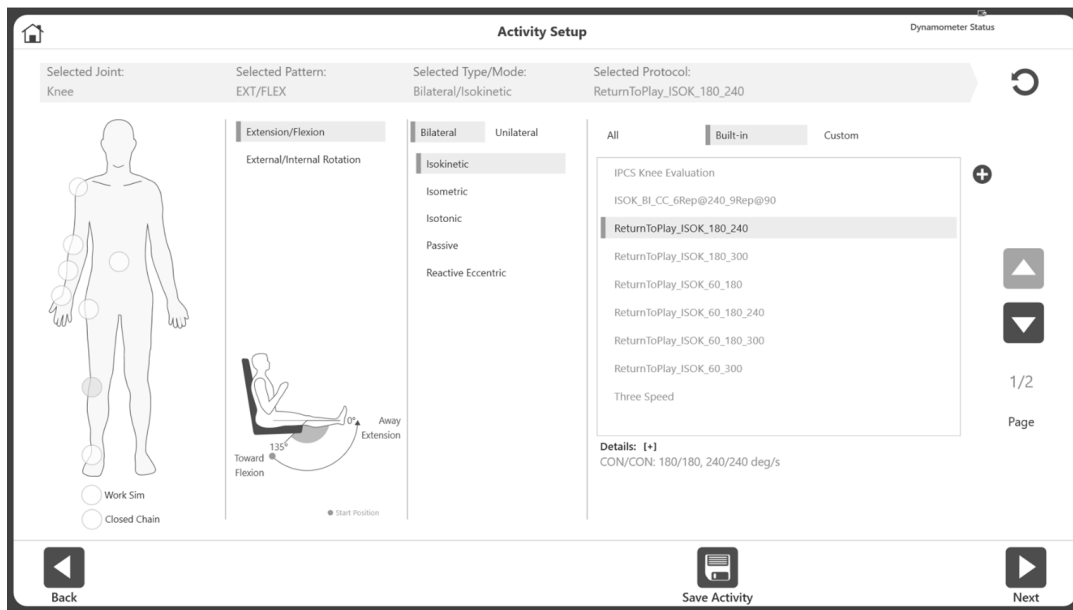 Activity Setup
Dynamometer Status
Selected Joint:
Knee
Selected Pattern:
EXT/FLEX
Selected Type/Mode:
Bilateral/Isokinetic
Selected Protocol:
ReturnToPlay_ISOK_180_240
Extension/Flexion
External/Internal Rotation
Bilateral
Unilateral
Isokinetic
Isometric
Isotonic
Passive
Reactive Eccentric
All
Built-in
Custom
IPCS Knee Evaluation
ISOK_BI_CC_6Rep@240_9Rep@90
ReturnToPlay_ISOK_180_240
ReturnToPlay_ISOK_180_300
ReturnToPlay_ISOK_60_180
ReturnToPlay_ISOK_60_180_240
ReturnToPlay_ISOK_60_180_300
ReturnToPlay_ISOK_60_300
Three Speed
1/2
Page
0°
Away
Extension
135°
Toward
Flexion
Start Position
Details: [+]
CON/CON: 180/180, 240/240 deg/s
Work Sim
Closed Chain
Back
Save Activity
Next